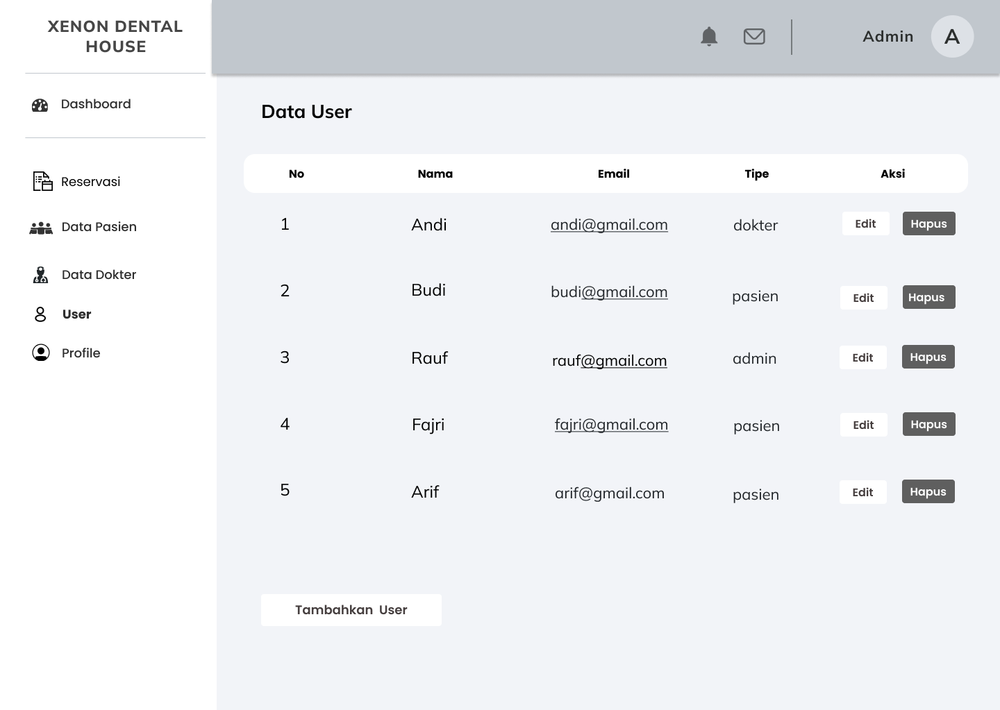 XENON DENTAL
HOUSE
Admin
A
Dashboard
Reservasi
Data Pasien
Data Dokter
User
Profile
Data User
No Nama Email Tipe Aksi
1 Andi andi@gmail.com dokter Edit Hapus
2 Budi budi@gmail.com pasien Edit Hapus
3 Rauf rauf@gmail.com admin Edit Hapus
4 Fajri fajri@gmail.com pasien Edit Hapus
5 Arif arif@gmail.com pasien Edit Hapus
Tambahkan User